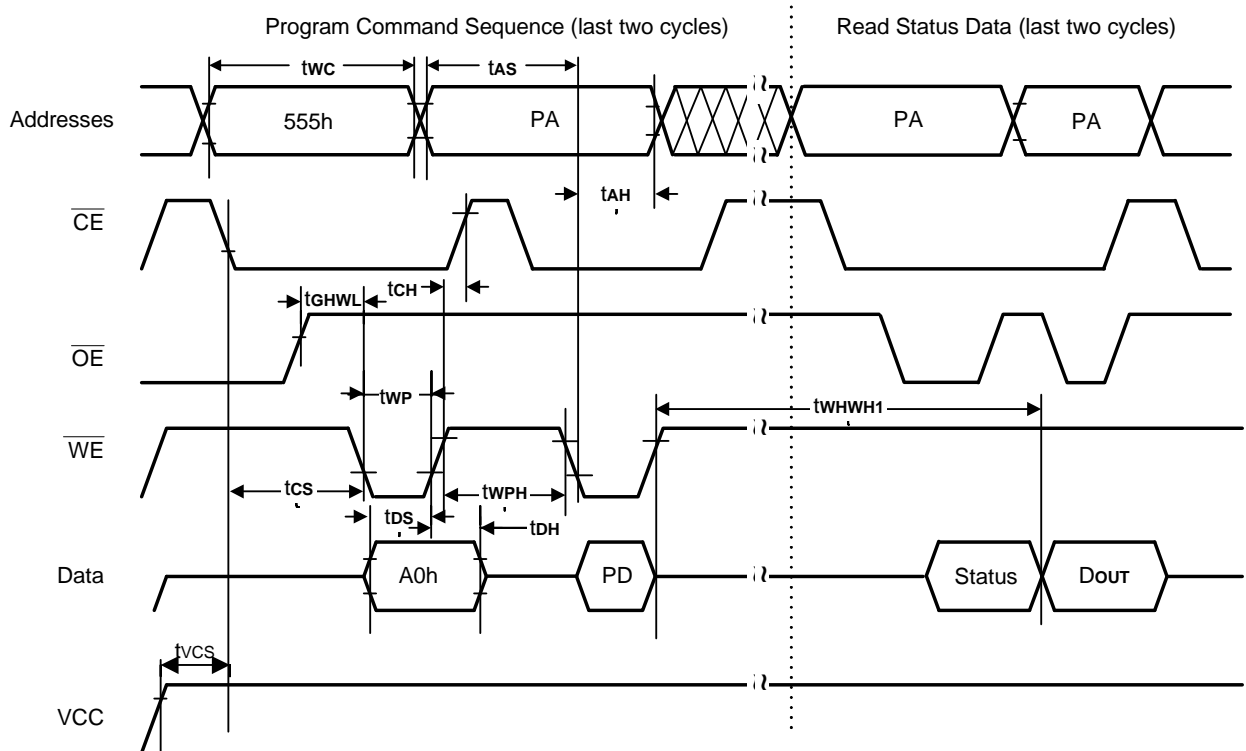 Program Command Sequence (last two cycles) Read Status Data (last two cycles)
tWC tAS
Addresses 555h PA PA PA
tAH
CE
tGHWL tCH
OE
tWP tWHWH1
WE
tCS tWPH
tDS tDH
Data A0h PD Status DOUT
tVCS
VCC